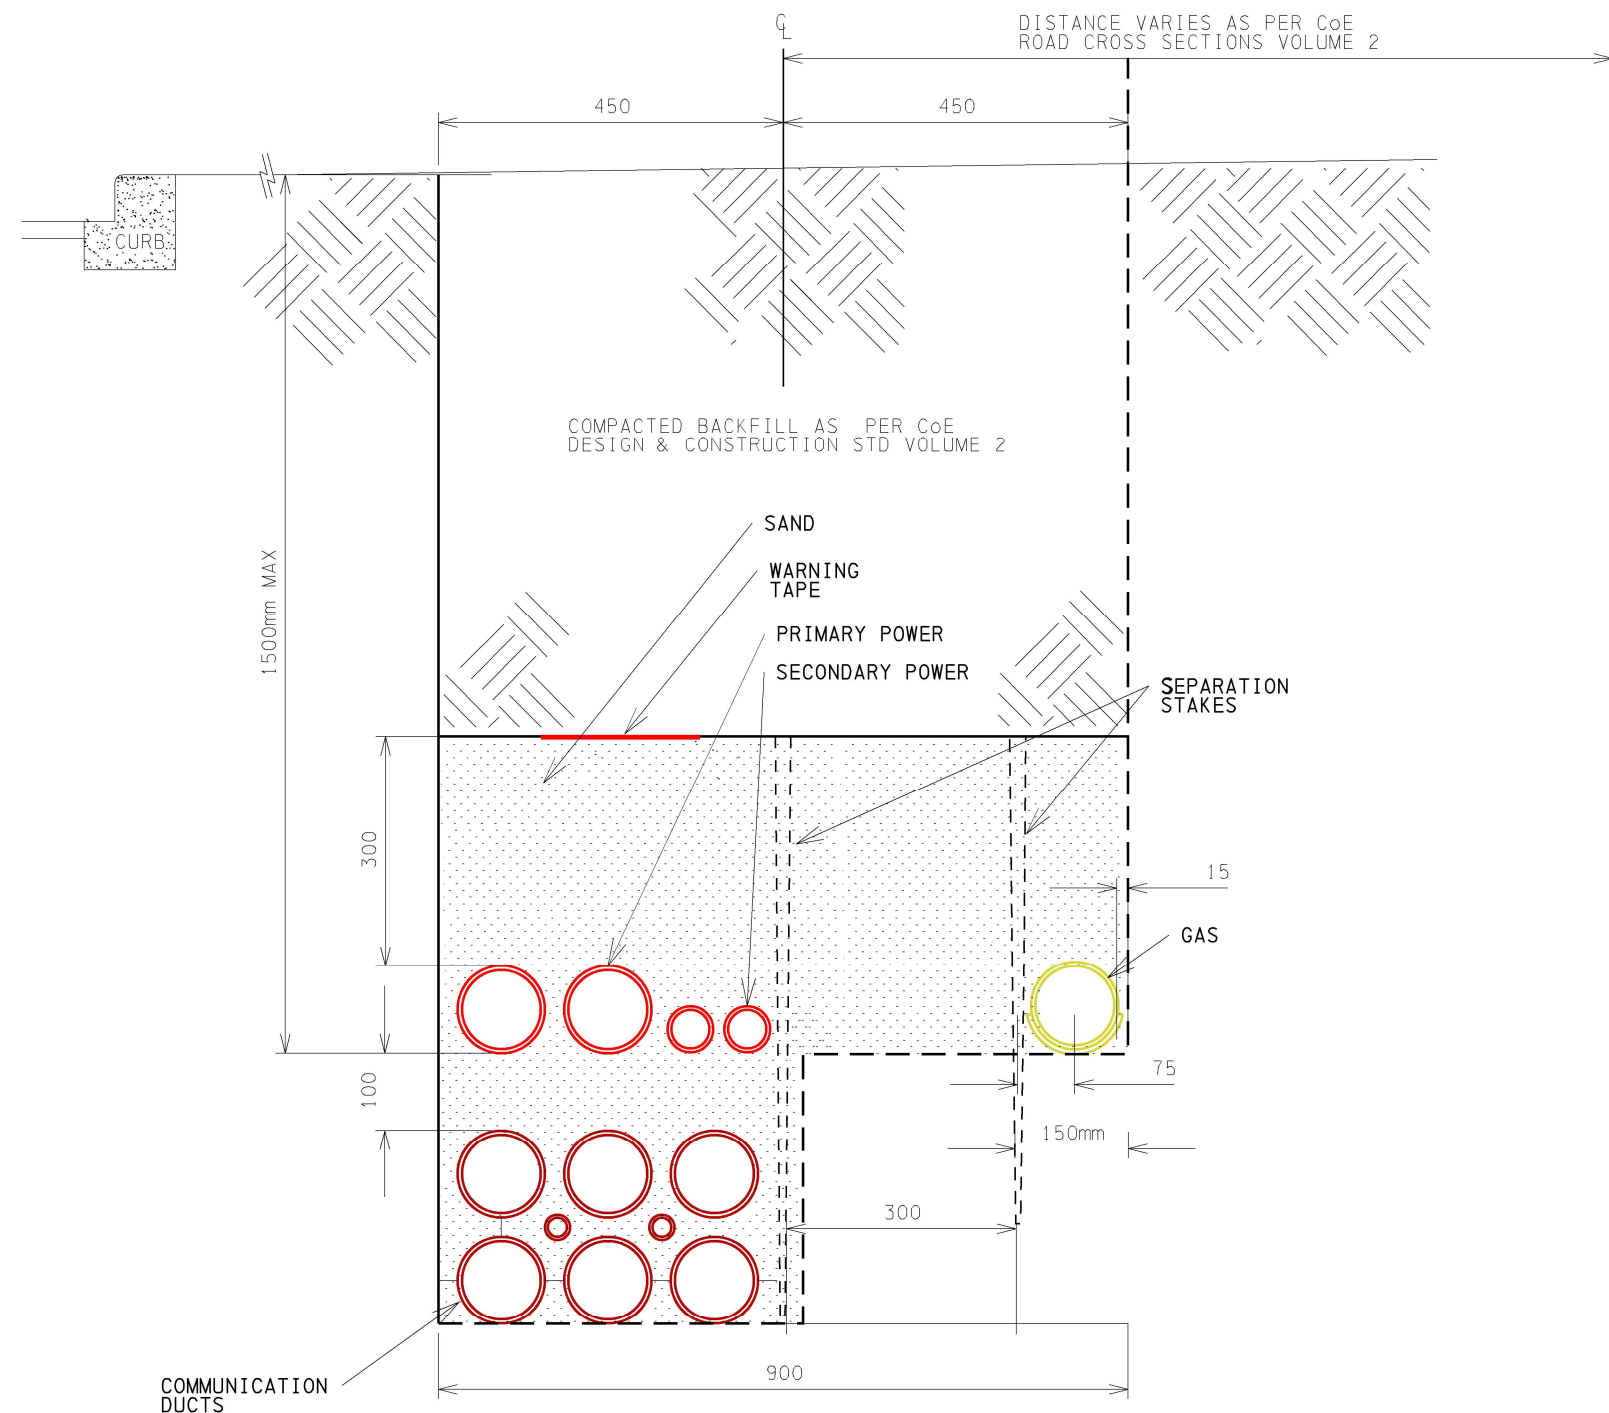 ℄
DISTANCE VARIES AS PER CoE
ROAD CROSS SECTIONS VOLUME 2
450
450
CURB
COMPACTED BACKFILL AS PER CoE
DESIGN & CONSTRUCTION STD VOLUME 2
SAND
WARNING
TAPE
PRIMARY POWER
SECONDARY POWER
SEPARATION
STAKES
1500mm MAX
300
15
GAS
100
75
150mm
300
900
COMMUNICATION
DUCTS